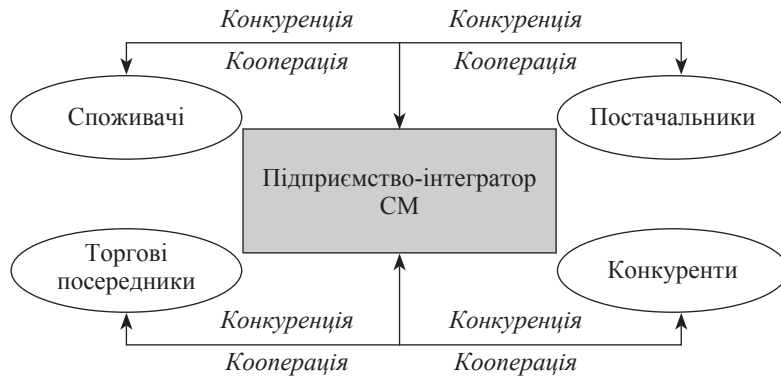 Конкуренція Конкуренція
Кооперація Кооперація
Споживачі Постачальники
Підприємство-інтегратор
СМ
Торгові
посередники
Конкуренти
Конкуренція Конкуренція
Кооперація Кооперація